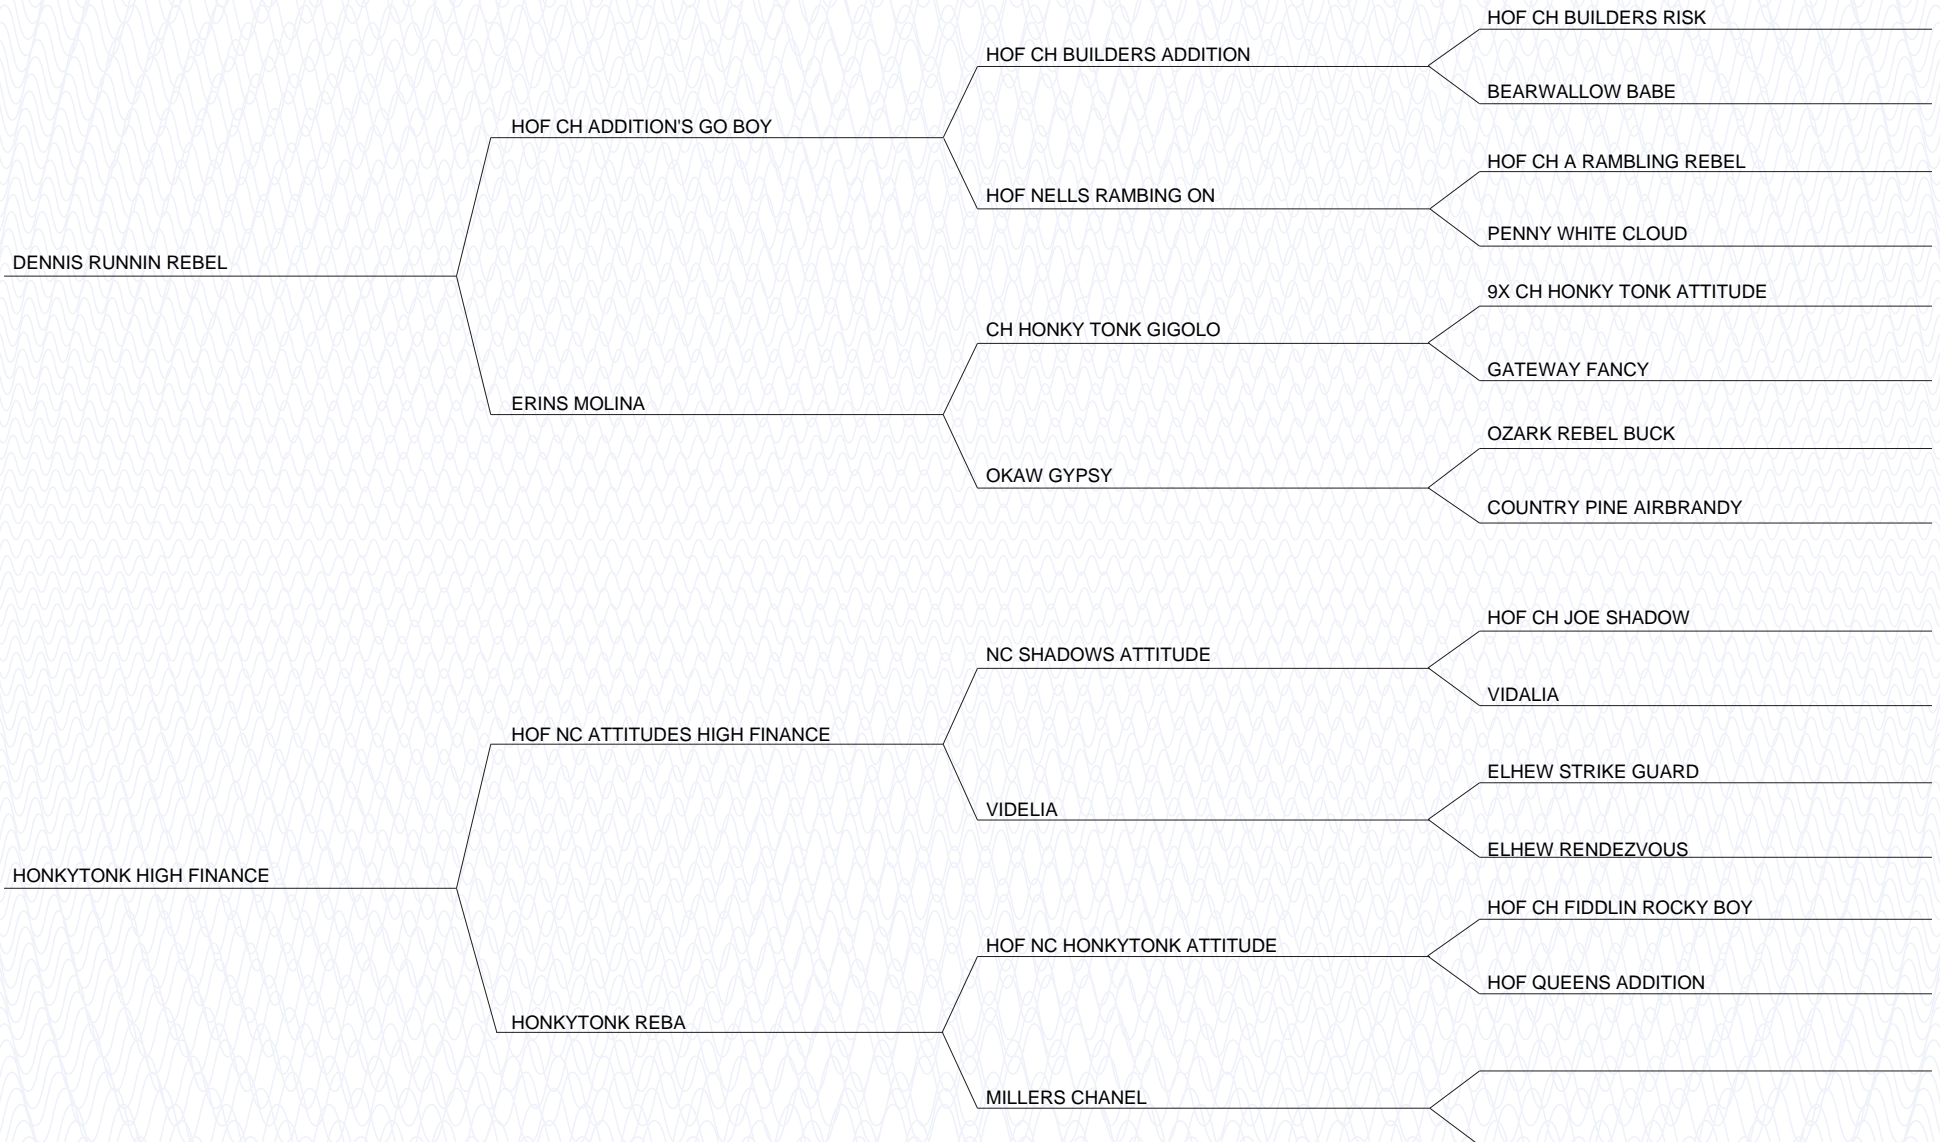 HOF CH BUILDERS RISK
HOF CH BUILDERS ADDITION
BEARWALLOW BABE
HOF CH ADDITION'S GO BOY
HOF CH A RAMBLING REBEL
HOF NELLS RAMBING ON
PENNY WHITE CLOUD
DENNIS RUNNIN REBEL
9X CH HONKY TONK ATTITUDE
CH HONKY TONK GIGOLO
GATEWAY FANCY
ERINS MOLINA
OZARK REBEL BUCK
OKAW GYPSY
COUNTRY PINE AIRBRANDY
HOF CH JOE SHADOW
NC SHADOWS ATTITUDE
VIDALIA
HOF NC ATTITUDES HIGH FINANCE
ELHEW STRIKE GUARD
VIDELIA
ELHEW RENDEZVOUS
HONKYTONK HIGH FINANCE
HOF CH FIDDLIN ROCKY BOY
HOF NC HONKYTONK ATTITUDE
HOF QUEENS ADDITION
HONKYTONK REBA
MILLERS CHANEL